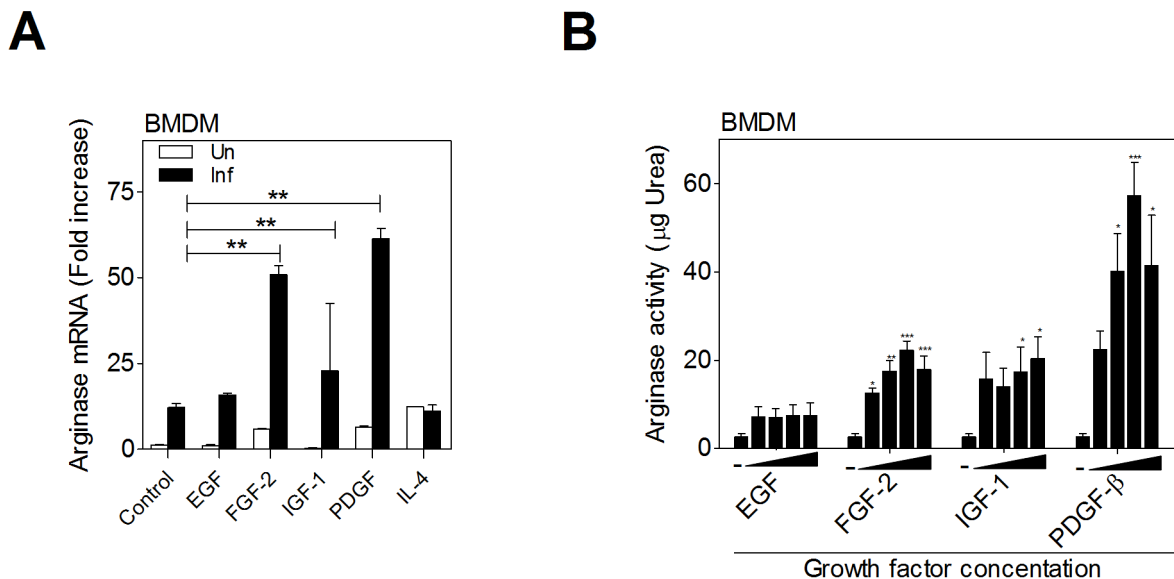 A
BMDM
Un
Inf
Arginase mRNA (Fold increase)
75
50
25
0
**
**
**
Control
EGF
FGF-2
IGF-1
PDGF
IL-4
B
BMDM
Arginase activity (μg Urea)
60
40
20
0
* ** *** ***
* *
* *** *
- - - -
EGF
FGF-2
IGF-1
PDGF-β
Growth factor concentation